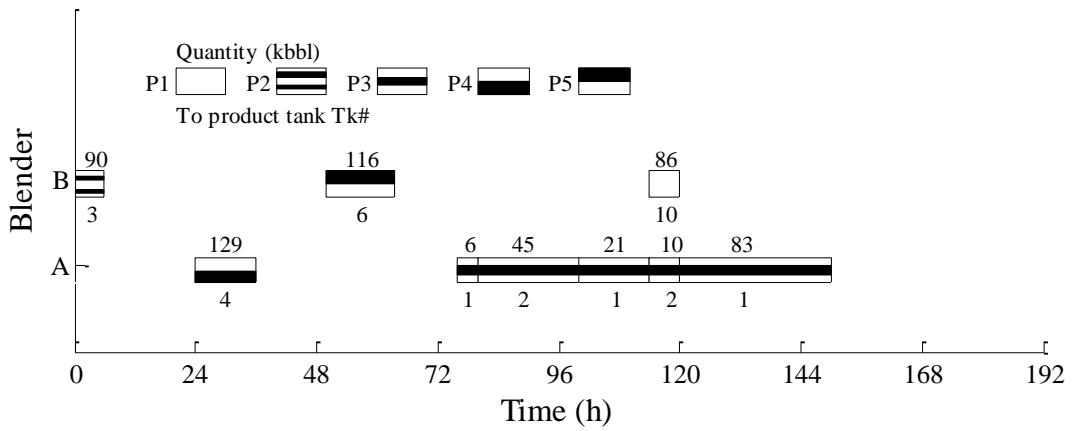 Quantity (kbbl)
P1 P2 P3 P4 P5
To product tank Tk#
Blender
90 116 86
B
3 6 10
129 6 45 21 10 83
A
4 1 2 1 2 1
0 24 48 72 96 120 144 168 192
Time (h)